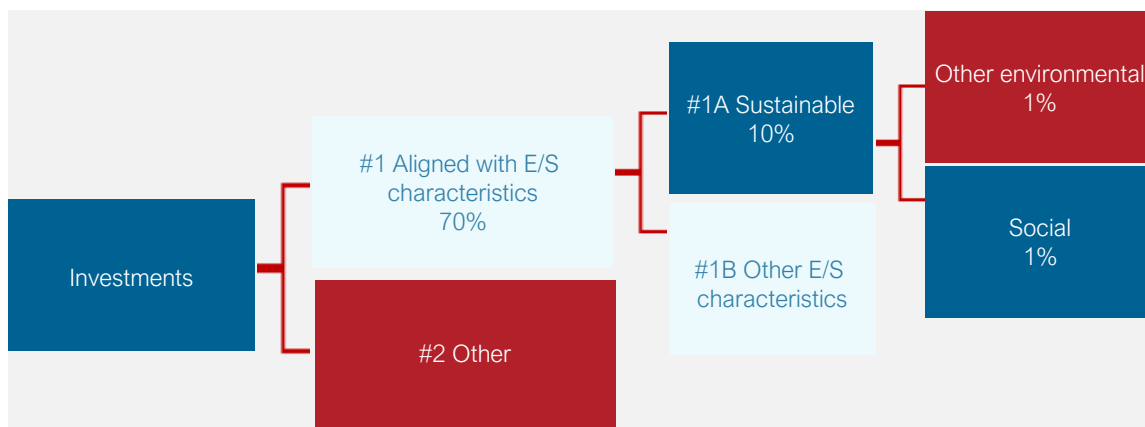 Investments
#1 Aligned with E/S
characteristics
70%
#2 Other
#1A Sustainable
10%
#1B Other E/S
characteristics
Other environmental
1%
Social
1%